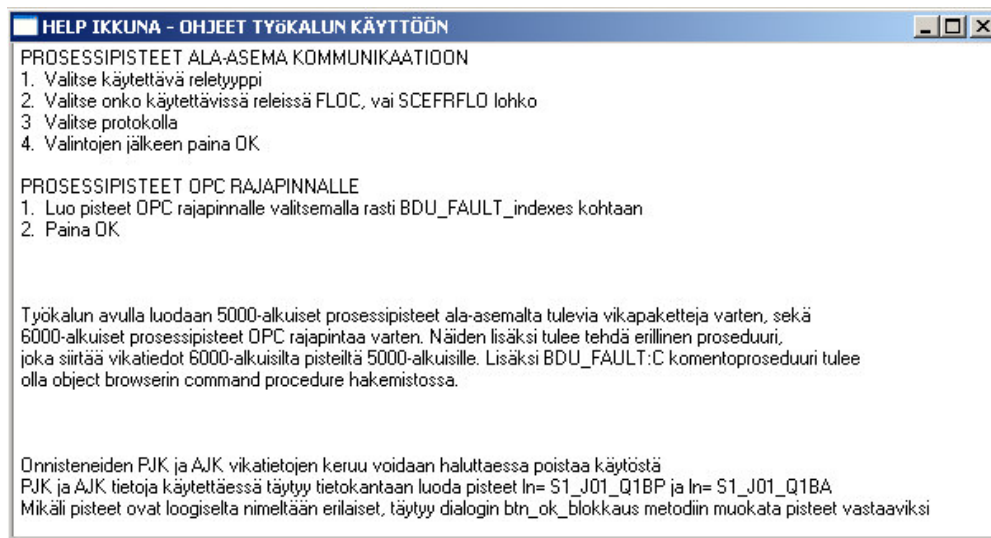 HELP IKKUNA - OHJEET TYöKALUN KÄYTTÖÖN
PROSESSIPISTEET ALA-ASEMA KOMMUNIKAATIOON
1. Valitse käytettävä reletyyppi
2. Valitse onko käytettävissä releissä FLOC, vai SCEFRFLO lohko
3 Valitse protokolla
4. Valintojen jälkeen paina OK
PROSESSIPISTEET OPC RAJAPINNALLE
1. Luo pisteet OPC rajapinnalle valitsemalla rasti BDU_FAULT_indexes kohtaan
2. Paina OK
Työkalun avulla luodaan 5000-alkuiset prosessipisteet ala-asemalta tulevia vikapaketteja varten, sekä
6000-alkuiset prosessipisteet OPC rajapintaa varten. Näiden lisäksi tulee tehdä erillinen proseduuri,
joka siirtää vikatiedot 6000-alkuisilta pisteiltä 5000-alkuisille. Lisäksi BDU_FAULT:C komentoproseduuri tulee
olla object browserin command procedure hakemistossa.
Onnisteneiden PJK ja AJK vikatietojen keruu voidaan haluttaessa poistaa käytöstä
PJK ja AJK tietoja käytettäessä täytyy tietokantaan luoda pisteet ln= S1_J01_Q1BP ja ln= S1_J01_Q1BA
Mikäli pisteet ovat loogiselta nimeltään erilaiset, täytyy dialogin btn_ok_blokkaus metodiin muokata pisteet vastaaviksi